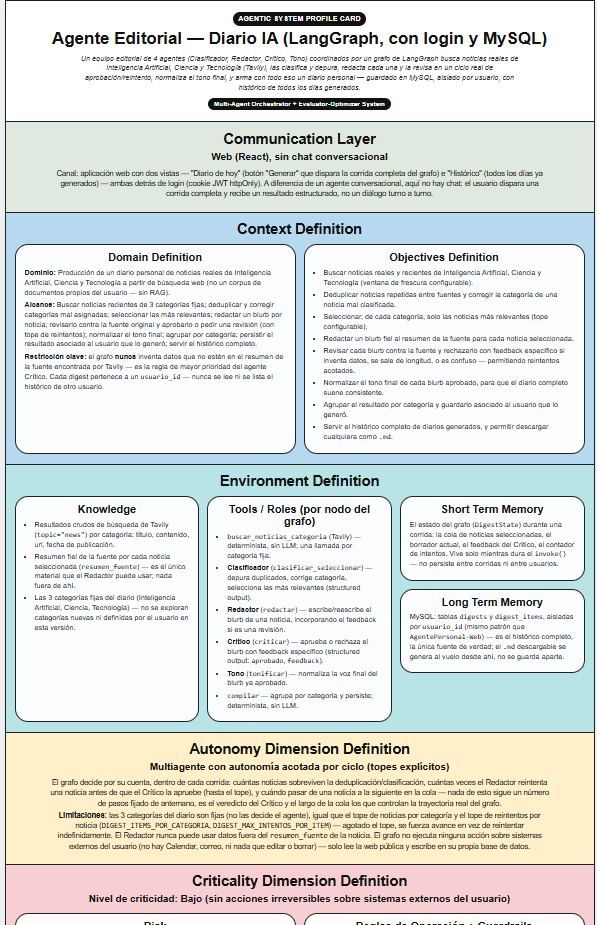 AGENTIC SYSTEM PROFILE CARD
Agente Editorial — Diario IA (LangGraph, con login y MySQL)
Un equipo editorial de 4 agentes (Clasificador, Redactor, Crítico, Tono) coordinados por un grafo de LangGraph busca noticias reales de
Inteligencia Artificial, Ciencia y Tecnología (Tavily), las clasifica y depura, redacta cada una y la revisa en un ciclo real de
aprobación/reintento, normaliza el tono final, y arma con todo eso un diario personal — guardado en MySQL, aislado por usuario, con
histórico de todos los días generados.
Multi-Agent Orchestrator + Evaluator-Optimizer System
Communication Layer
Web (React), sin chat conversacional
Canal: aplicación web con dos vistas — "Diario de hoy" (botón "Generar" que dispara la corrida completa del grafo) e "Histórico" (todos los días ya
generados) — ambas detrás de login (cookie JWT httpOnly). A diferencia de un agente conversacional, aquí no hay chat: el usuario dispara una
corrida completa y recibe un resultado estructurado, no un diálogo turno a turno.
Context Definition
Domain Definition
Dominio: Producción de un diario personal de noticias reales de Inteligencia
Artificial, Ciencia y Tecnología a partir de búsqueda web (no un corpus de
documentos propios del usuario — sin RAG).
Alcance: Buscar noticias recientes de 3 categorías fijas; deduplicar y corregir
categorías mal asignadas; seleccionar las más relevantes; redactar un blurb por
noticia; revisarlo contra la fuente original y aprobarlo o pedir una revisión (con
tope de reintentos); normalizar el tono final; agrupar por categoría; persistir el
resultado asociado al usuario que lo generó; servir el histórico completo.
Restricción clave: el grafo nunca inventa datos que no están en el resumen de
la fuente encontrada por Tavily — es la regla de mayor prioridad del agente
Crítico. Cada digest pertenece a un usuario_id — nunca se lee ni se lista el
histórico de otro usuario.
Objectives Definition
• Buscar noticias reales y recientes de Inteligencia Artificial, Ciencia y
Tecnología (ventana de frescura configurable).
• Deduplicar noticias repetidas entre fuentes y corregir la categoría de una
noticia mal clasificada.
• Seleccionar, de cada categoría, solo las noticias más relevantes (tope
configurable).
• Redactar un blurb fiel al resumen de la fuente para cada noticia seleccionada.
• Revisar cada blurb contra la fuente y rechazarlo con feedback específico si
inventa datos, se sale de longitud, o es confuso — permitiendo reintentos
acotados.
• Normalizar el tono final de cada blurb aprobado, para que el diario completo
suene consistente.
• Agrupar el resultado por categoría y guardarlo asociado al usuario que lo
generó.
• Servir el histórico completo de diarios generados, y permitir descargar
cualquiera como .md.
Environment Definition
Knowledge
• Resultados crudos de búsqueda de Tavily
(topic="news") por categoría: título, contenido,
url, fecha de publicación.
• Resumen fiel de la fuente por cada noticia
seleccionada (resumen_fuente) — es el único
material que el Redactor puede usar; nada
fuera de ahí.
• Las 3 categorías fijas del diario (Inteligencia
Artificial, Ciencia, Tecnología) — no se exploran
categorías nuevas ni definidas por el usuario en
esta versión.
Tools / Roles (por nodo del
grafo)
• buscar_noticias_categoria (Tavily) —
determinista, sin LLM; una llamada por
categoría fija.
• Clasificador (clasificar_seleccionar) —
depura duplicados, corrige categoría,
selecciona las más relevantes (structured
output).
• Redactor (redactar) — escribe/reescribe el
blurb de una noticia, incorporando el feedback
si es una revisión.
• Crítico (criticar) — aprueba o rechaza el
blurb con feedback específico (structured
output: aprobado, feedback).
• Tono (tonificar) — normaliza la voz final del
blurb ya aprobado.
• compilar — agrupa por categoría y persiste;
determinista, sin LLM.
Short Term Memory
El estado del grafo (DigestState) durante una
corrida: la cola de noticias seleccionadas, el
borrador actual, el feedback del Crítico, el contador
de intentos. Vive solo mientras dura el invoke()
— no persiste entre corridas ni entre usuarios.
Long Term Memory
MySQL: tablas digests y digest_items, aisladas
por usuario_id (mismo patrón que
AgentePersonal-Web) — es el histórico completo,
la única fuente de verdad; el .md descargable se
genera al vuelo desde ahí, no se guarda aparte.
Autonomy Dimension Definition
Multiagente con autonomía acotada por ciclo (topes explícitos)
El grafo decide por su cuenta, dentro de cada corrida: cuántas noticias sobreviven la deduplicación/clasificación, cuántas veces el Redactor reintenta
una noticia antes de que el Crítico la apruebe (hasta el tope), y cuándo pasar de una noticia a la siguiente en la cola — nada de esto sigue un número
de pasos fijado de antemano, es el veredicto del Crítico y el largo de la cola los que controlan la trayectoria real del grafo.
Limitaciones: las 3 categorías del diario son fijas (no las decide el agente), igual que el tope de noticias por categoría y el tope de reintentos por
noticia (DIGEST_ITEMS_POR_CATEGORIA, DIGEST_MAX_INTENTOS_POR_ITEM) — agotado el tope, se fuerza avance en vez de reintentar
indefinidamente. El Redactor nunca puede usar datos fuera del resumen_fuente de la noticia. El grafo no ejecuta ninguna acción sobre sistemas
externos del usuario (no hay Calendar, correo, ni nada que editar o borrar) — solo lee la web pública y escribe en su propia base de datos.
Criticality Dimension Definition
Nivel de criticidad: Bajo (sin acciones irreversibles sobre sistemas externos del usuario)